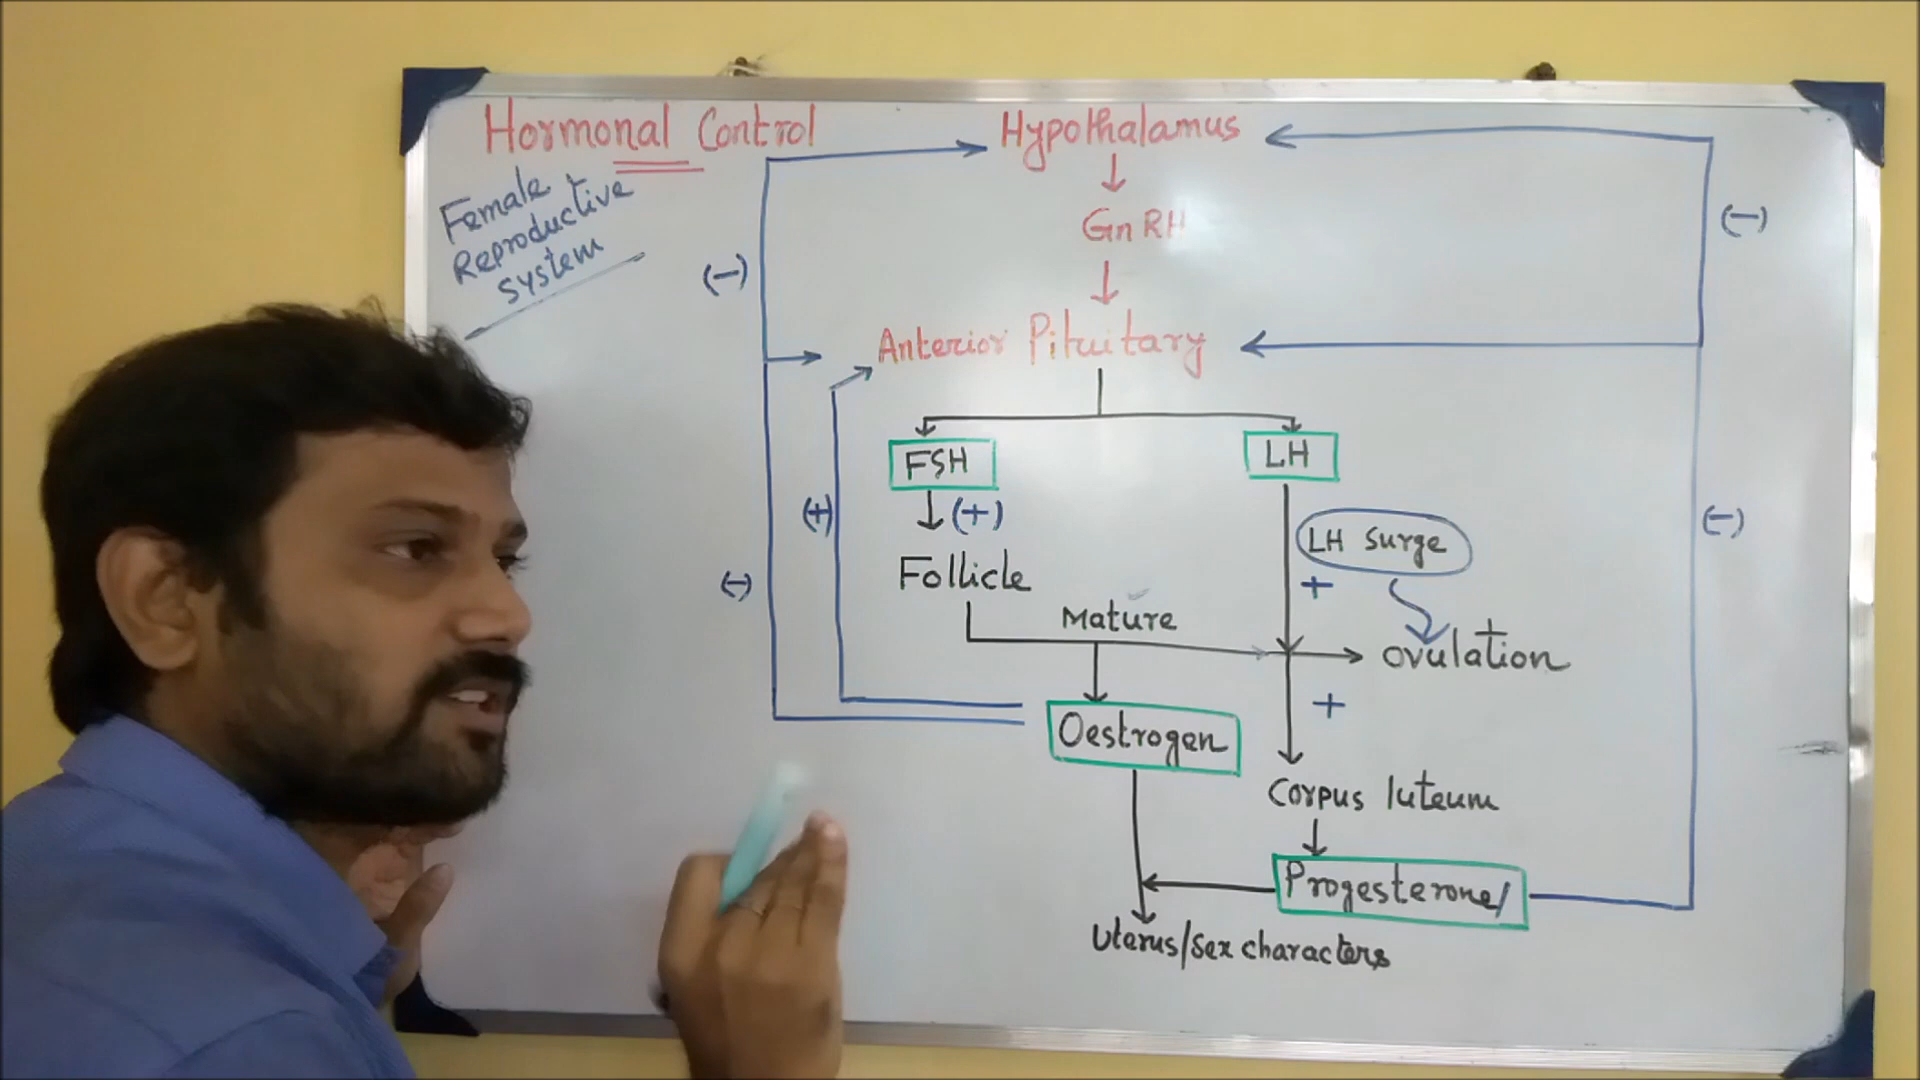 Hormonal Control
Female
Reproductive
system
Hypothalamus
GnRH
Anterior Pituitary
(-)
(-)
FSH
LH
(+)
(+)
LH surge
(-)
Follicle
+
(-)
Mature
ovulation
+
Oestrogen
Corpus luteum
Progesterone/
Uterus/Sex characters